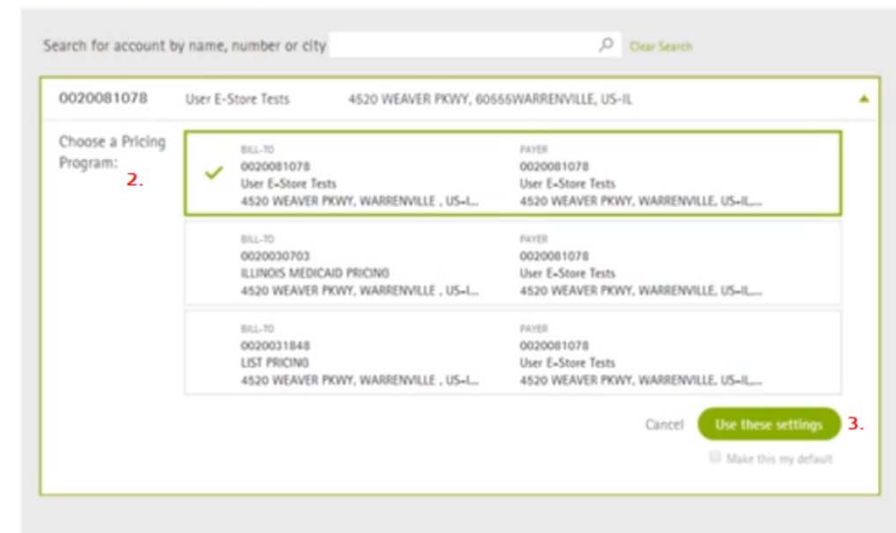 Search for account by name, number or city Clear Search
0020081078 User E-Store Tests 4520 WEAVER PKWY, 60555WARRENVILLE, US-IL
Choose a Pricing
Program:
2.
BILL-TO
0020081078
User E-Store Tests
4520 WEAVER PKWY, WARRENVILLE , US-I...
PAYER
0020081078
User E-Store Tests
4520 WEAVER PKWY, WARRENVILLE, US-IL,...
BILL-TO
0020030703
ILLINOIS MEDICAID PRICING
4520 WEAVER PKWY, WARRENVILLE , US-I...
PAYER
0020081078
User E-Store Tests
4520 WEAVER PKWY, WARRENVILLE, US-IL,...
BILL-TO
0020031848
LIST PRICING
4520 WEAVER PKWY, WARRENVILLE , US-I...
PAYER
0020081078
User E-Store Tests
4520 WEAVER PKWY, WARRENVILLE, US-IL,...
Cancel Use these settings 3.
Make this my default